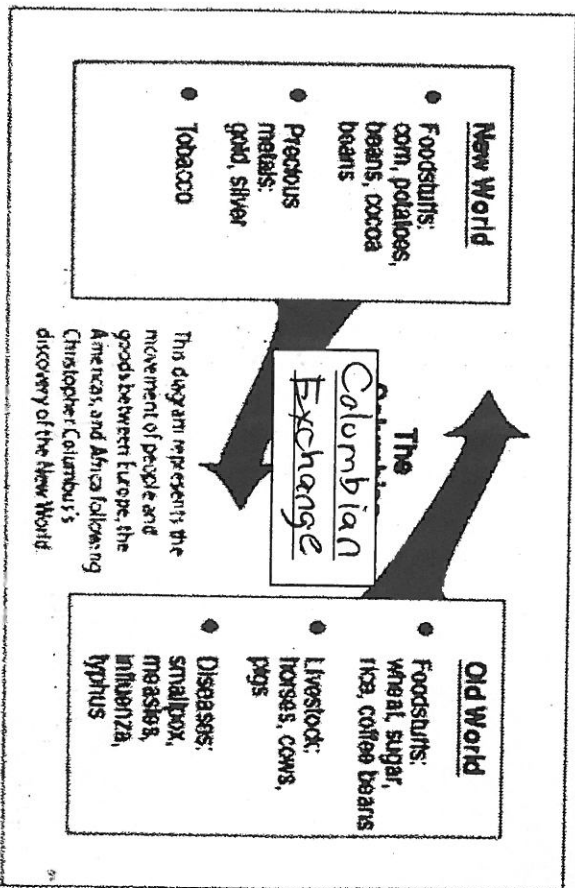 The
Columbian
Exchange
New World
Foodstuffs:
corn, potatoes,
beans, cocoa
beans
Precious
metals:
gold, silver
Tobacco
Old World
Foodstuffs:
wheat, sugar,
rice, coffee beans
Livestock:
horses, cows,
pigs
Diseases:
smallpox,
measles,
influenza,
typhus
This diagram represents the
movement of people and
goods between Europe, the
Americas, and Africa following
Christopher Columbus's
discovery of the New World.